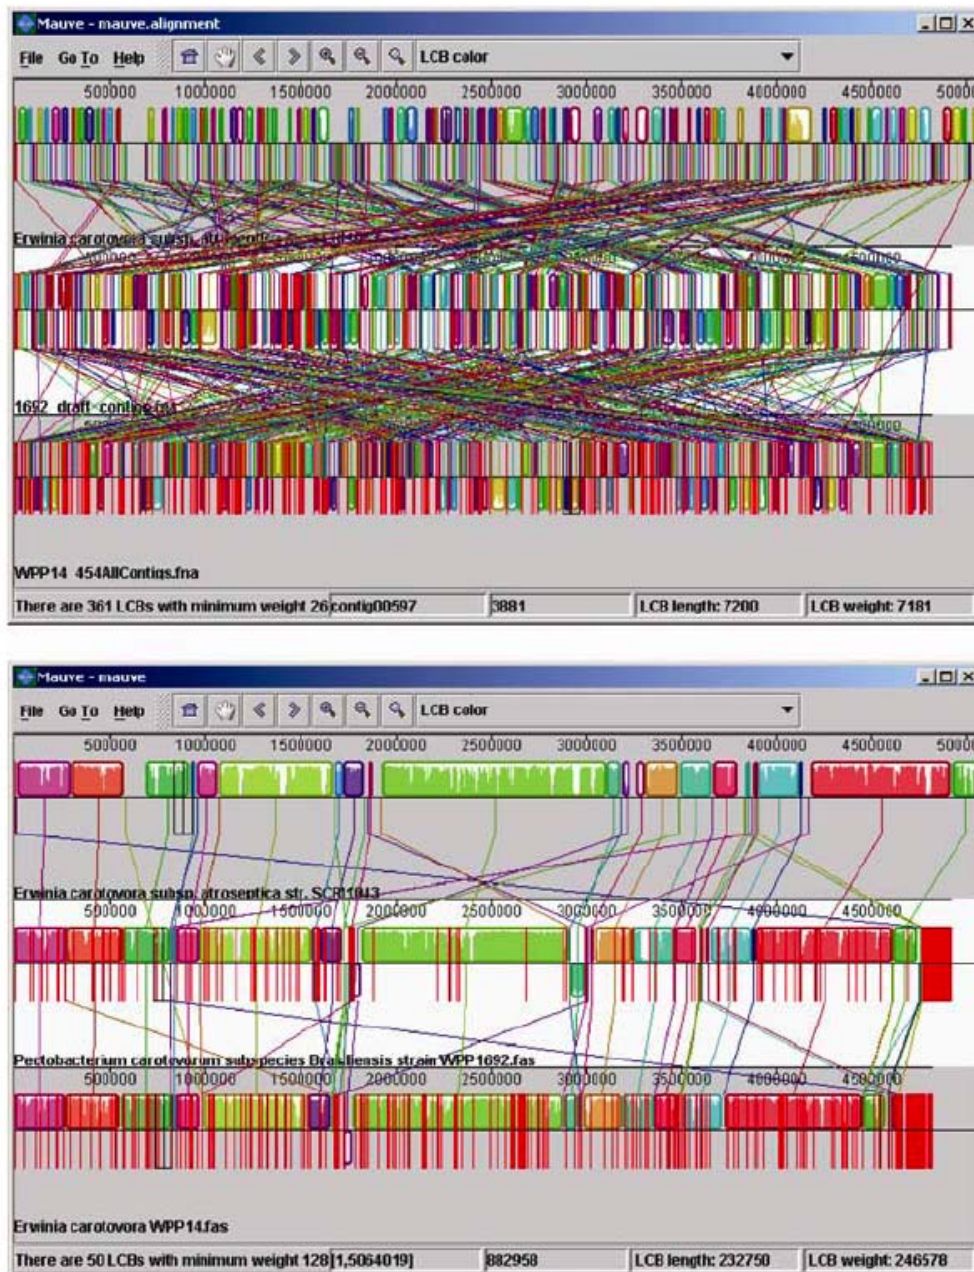 Mauve - mauve.alignment
File Go To Help LCB color
500000 1000000 1500000 2000000 2500000 3000000 3500000 4000000 4500000 50000
Erwinia carotovora subsp.
1692_draft-contig.fna
WPP14_454AllContigs.fna
There are 361 LCBs with minimum weight 26 contig00597 3881 LCB length: 7200 LCB weight: 7181
Mauve - mauve
File Go To Help LCB color
500000 1000000 1500000 2000000 2500000 3000000 3500000 4000000 4500000 50000
Erwinia carotovora subsp. atroseptica str. SCRI1043
500000 1000000 1500000 2000000 2500000 3000000 3500000 4000000 4500000
Pectobacterium carotovorum subspecies Brasiliensis strain WPP1692.fas
500000 1000000 1500000 2000000 2500000 3000000 3500000 4000000 4500000
Erwinia carotovora WPP14.fas
There are 50 LCBs with minimum weight 128 [1,5064019] 882958 LCB length: 232750 LCB weight: 246578